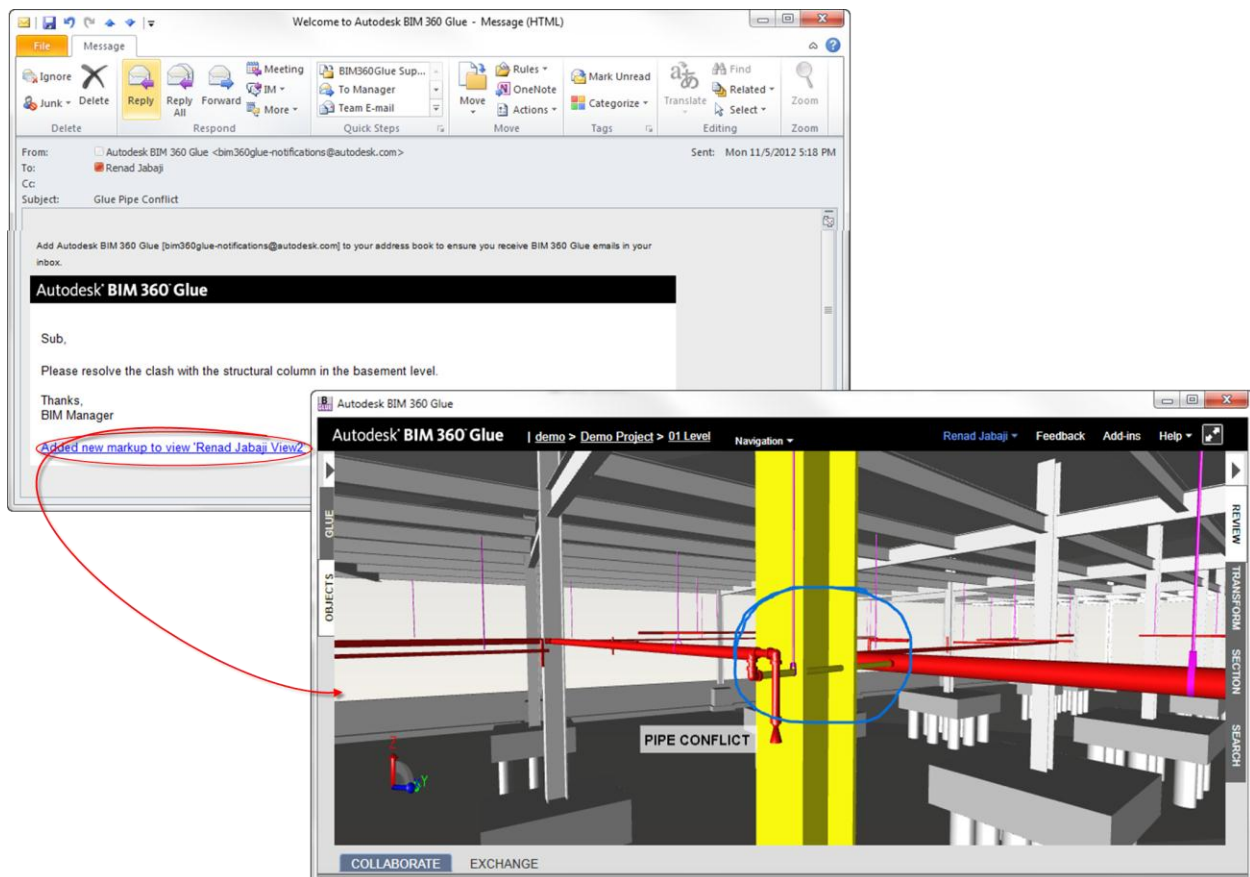 Welcome to Autodesk BIM 360 Glue - Message (HTML)
File Message
Ignore
Junk
Delete
Reply
Reply All
Forward
Meeting
IM
More
BIM360Glue Sup...
To Manager
Team E-mail
Move
Rules
OneNote
Actions
Mark Unread
Categorize
Translate
Find
Related
Select
Zoom
Delete Respond Quick Steps Move Tags Editing Zoom
From: Autodesk BIM 360 Glue <bim360glue-notifications@autodesk.com> Sent: Mon 11/5/2012 5:18 PM
To: Renad Jabaji
Cc:
Subject: Glue Pipe Conflict
Add Autodesk BIM 360 Glue [bim360glue-notifications@autodesk.com] to your address book to ensure you receive BIM 360 Glue emails in your
inbox.
Autodesk® BIM 360® Glue
Sub,
Please resolve the clash with the structural column in the basement level.
Thanks,
BIM Manager
Added new markup to view 'Renad Jabaji View2'
Autodesk BIM 360 Glue
Autodesk® BIM 360® Glue | demo > Demo Project > 01 Level Navigation Renad Jabaji Feedback Add-ins Help
GLUE
OBJECTS
REVIEW
TRANSFORM
SECTION
SEARCH
PIPE CONFLICT
Z
Y
COLLABORATE EXCHANGE